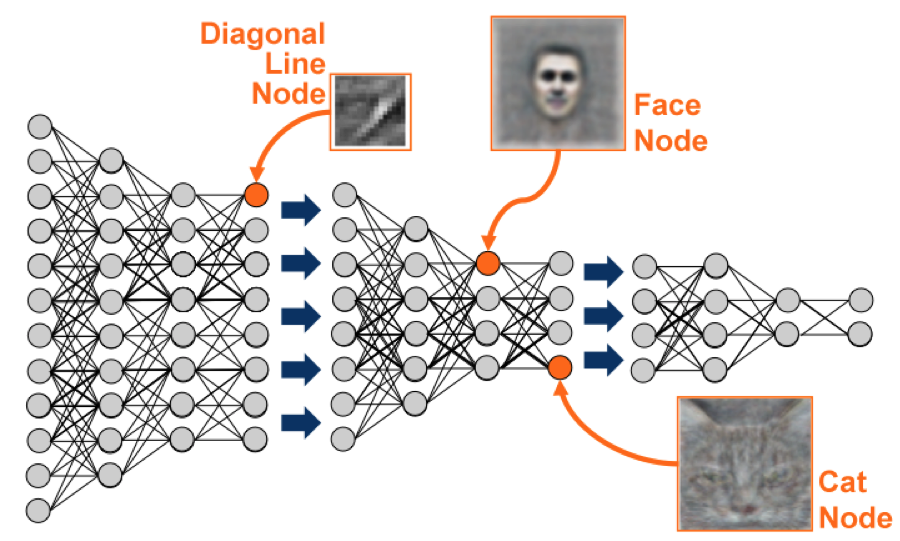 Diagonal
Line
Node
Face
Node
Cat
Node